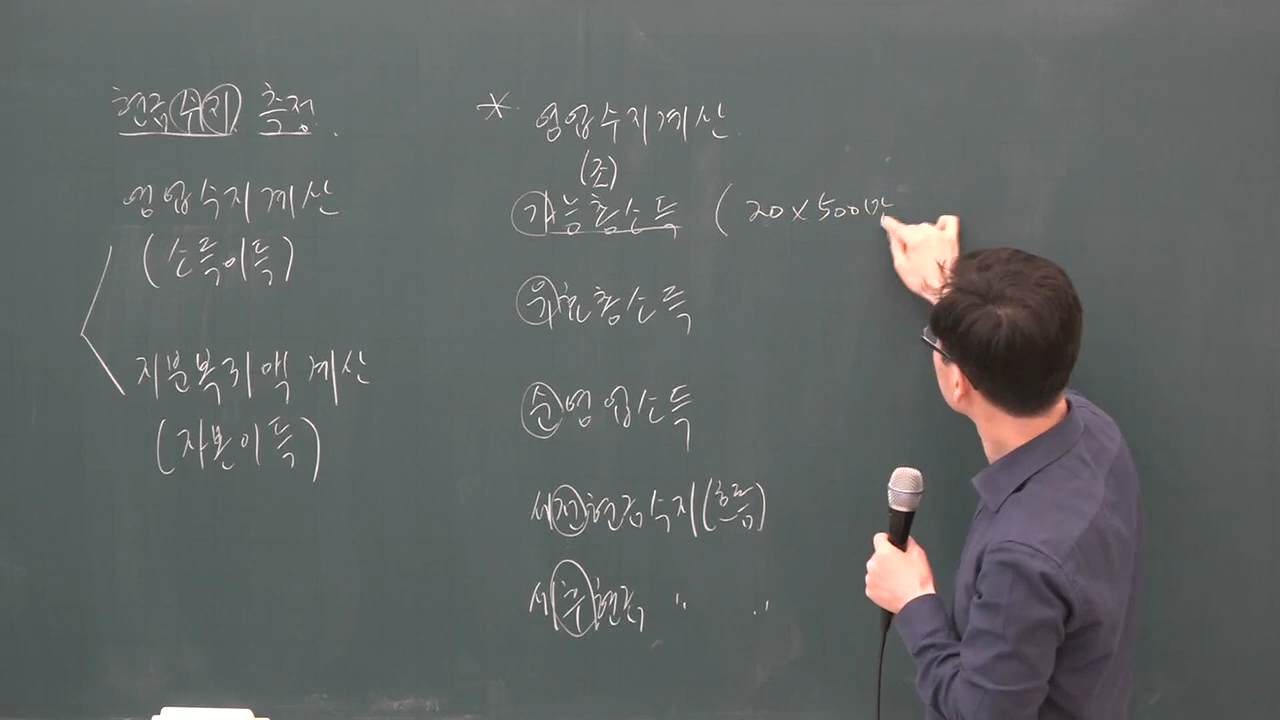 현금수지 측정.
영업수지계산
(소득이득)
지분복귀액 계산
(자본이득)
* 영업수지계산
(조)
가능총소득 (20×500만
유효총소득
순영업소득
세전현금수지(흐름)
세후현금 〃 〃